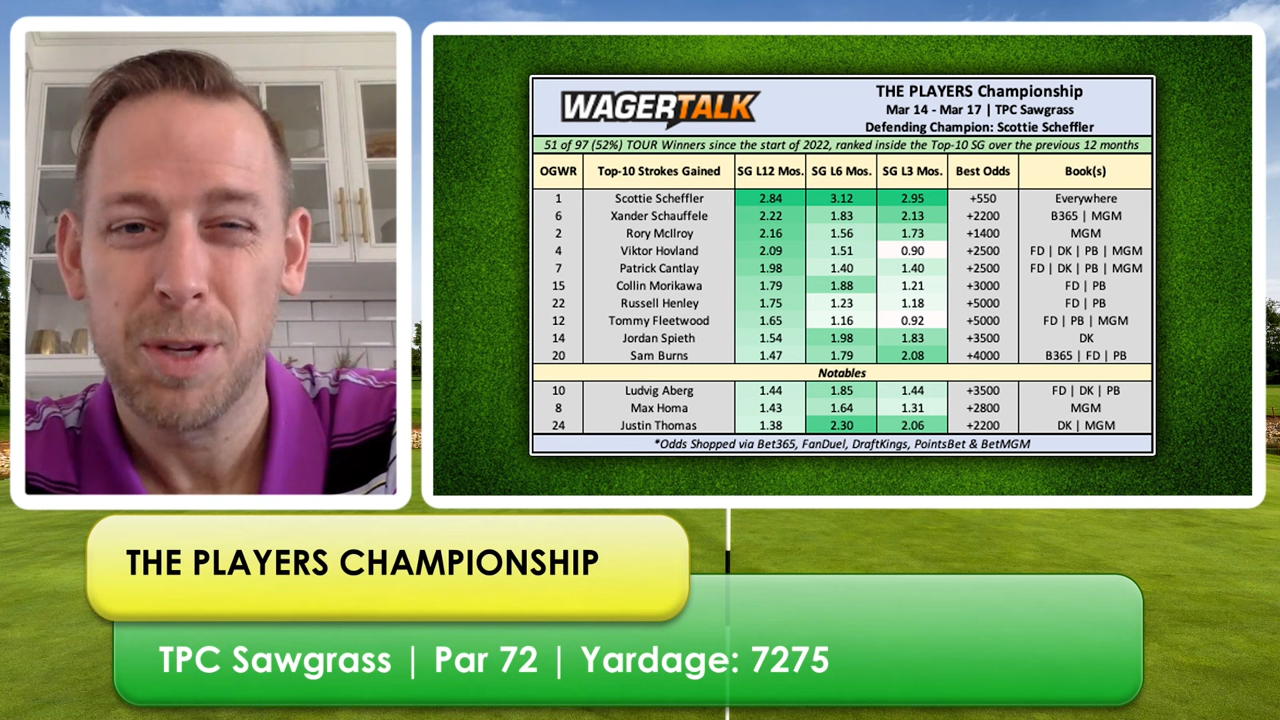 WAGERTALK
THE PLAYERS Championship
Mar 14 - Mar 17 | TPC Sawgrass
Defending Champion: Scottie Scheffler
51 of 97 (52%) TOUR Winners since the start of 2022, ranked inside the Top-10 SG over the previous 12 months
OGWR Top-10 Strokes Gained SG L12 Mos. SG L6 Mos. SG L3 Mos. Best Odds Book(s)
1 Scottie Scheffler 2.84 3.12 2.95 +550 Everywhere
6 Xander Schauffele 2.22 1.83 2.13 +2200 B365 | MGM
2 Rory McIlroy 2.16 1.56 1.73 +1400 MGM
4 Viktor Hovland 2.09 1.51 0.90 +2500 FD | DK | PB | MGM
7 Patrick Cantlay 1.98 1.40 1.40 +2500 FD | DK | PB | MGM
15 Collin Morikawa 1.79 1.88 1.21 +3000 FD | PB
22 Russell Henley 1.75 1.23 1.18 +5000 FD | PB
12 Tommy Fleetwood 1.65 1.16 0.92 +5000 FD | PB | MGM
14 Jordan Spieth 1.54 1.98 1.83 +3500 DK
20 Sam Burns 1.47 1.79 2.08 +4000 B365 | FD | PB
Notables
10 Ludvig Aberg 1.44 1.85 1.44 +3500 FD | DK | PB
8 Max Homa 1.43 1.64 1.31 +2800 MGM
24 Justin Thomas 1.38 2.30 2.06 +2200 DK | MGM
*Odds Shopped via Bet365, FanDuel, DraftKings, PointsBet & BetMGM
THE PLAYERS CHAMPIONSHIP
TPC Sawgrass | Par 72 | Yardage: 7275